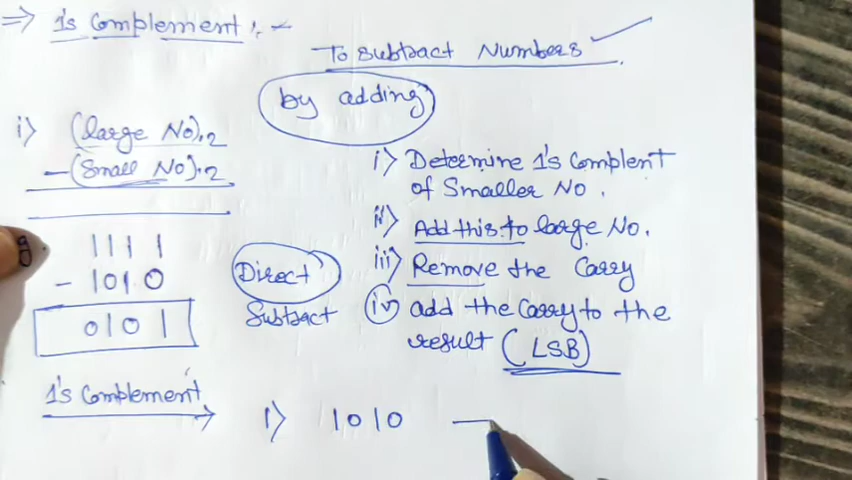 ⇒ 1's Complement :-
To Subtract Numbers ✓
by adding
i) (large No).2
- (Small No).2
g.
1111
- 1010
0101
Direct
Subtract
i) Determine 1's Complent
of Smaller No.
ii) Add this to large No.
iii) Remove the Carry
iv) add the Carry to the
result (LSB)
1's Complement →
1) 1010 —